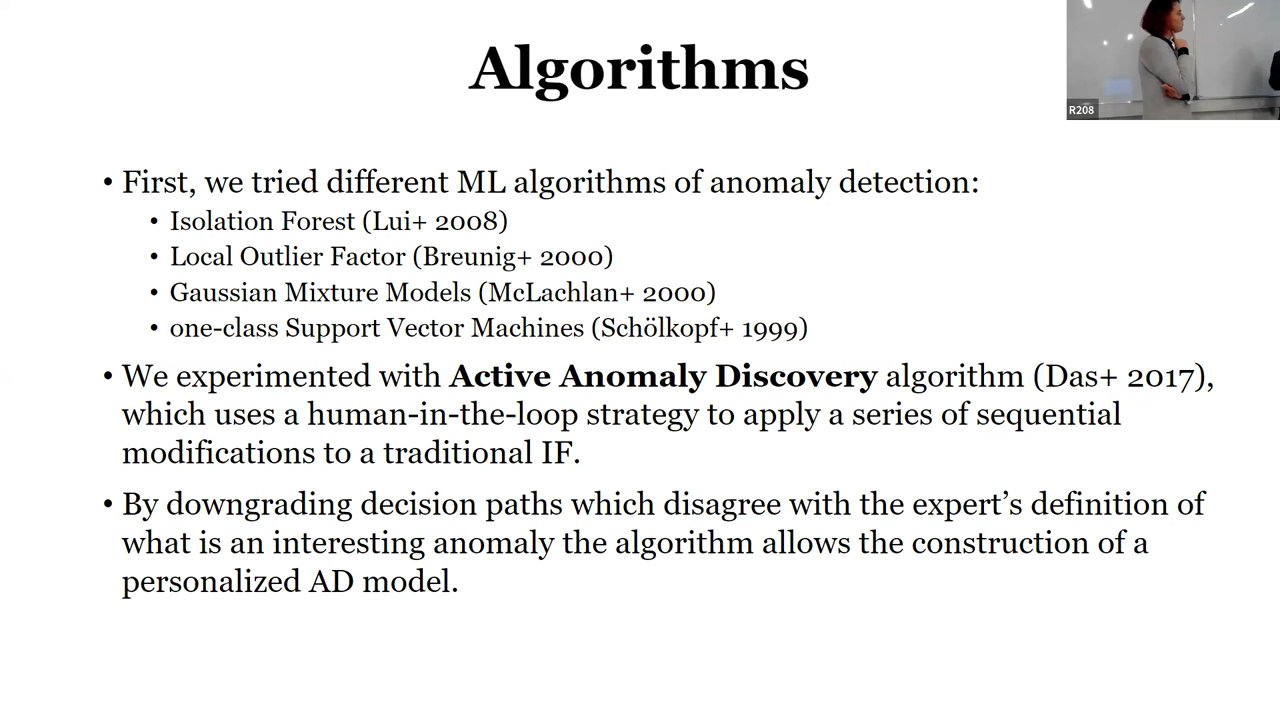 Algorithms
R208
• First, we tried different ML algorithms of anomaly detection:
• Isolation Forest (Lui+ 2008)
• Local Outlier Factor (Breunig+ 2000)
• Gaussian Mixture Models (McLachlan+ 2000)
• one-class Support Vector Machines (Schölkopf+ 1999)
• We experimented with Active Anomaly Discovery algorithm (Das+ 2017),
which uses a human-in-the-loop strategy to apply a series of sequential
modifications to a traditional IF.
• By downgrading decision paths which disagree with the expert’s definition of
what is an interesting anomaly the algorithm allows the construction of a
personalized AD model.